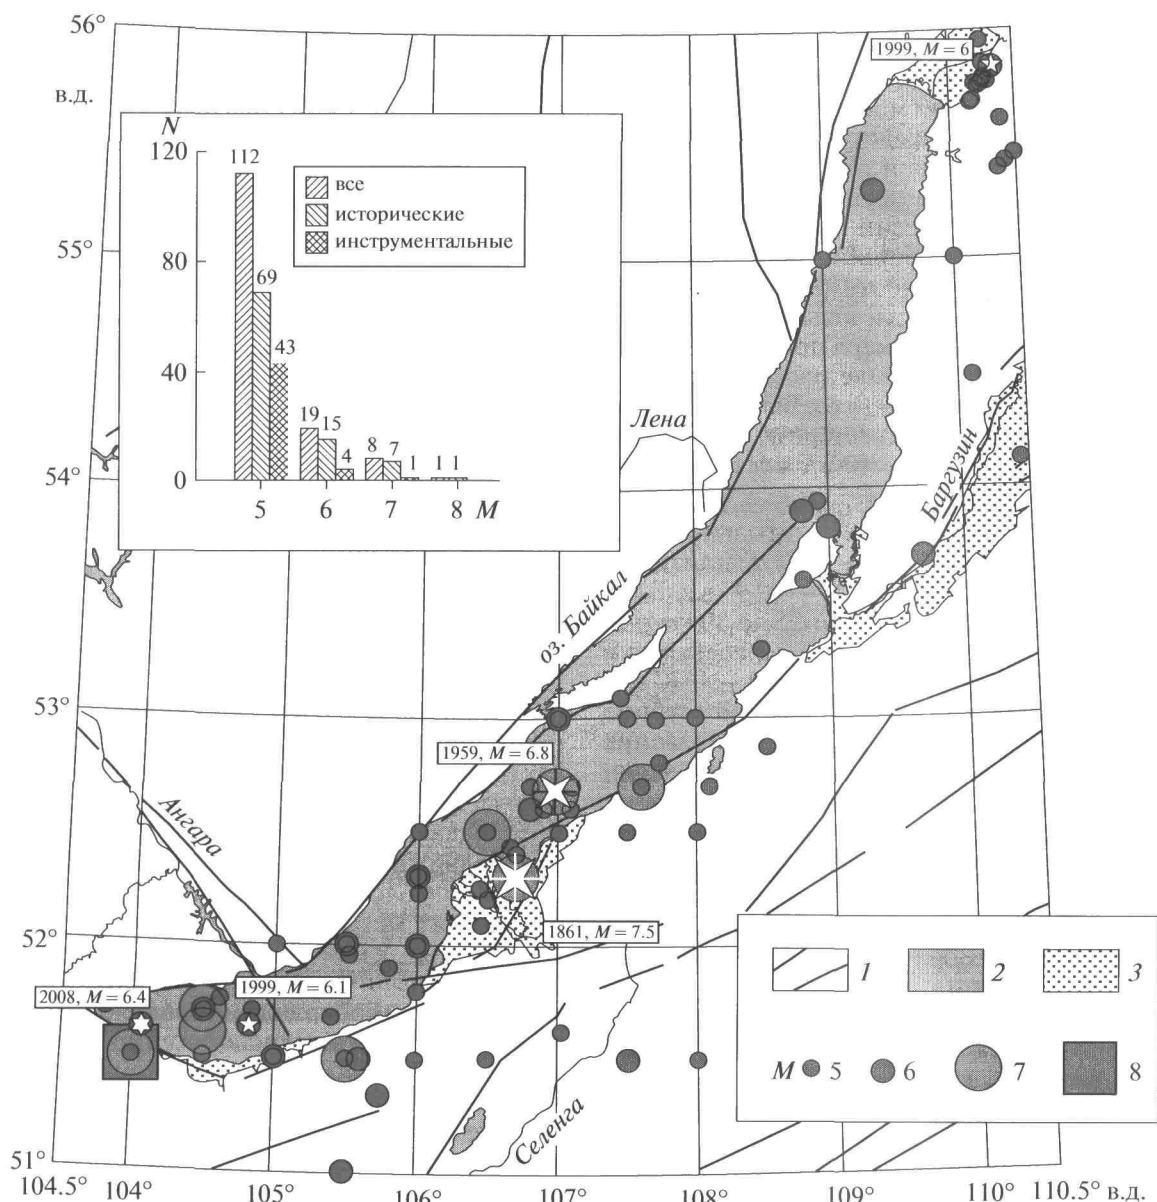 56°
в.д.
55°
54°
53°
52°
51°
104.5° 104° 105° 106° 107° 108° 109° 110° 110.5° в.д.
N
120
80
40
0
112
69
43
19
15
4
8
7
1
1 1
5 6 7 8 M
все
исторические
инструментальные
1999, M = 6
Лена
Баргузин
оз. Байкал
1959, M = 6.8
Ангара
1861, M = 7.5
1999, M = 6.1
2008, M = 6.4
Селенга
1 2 3
M 5 6 7 8